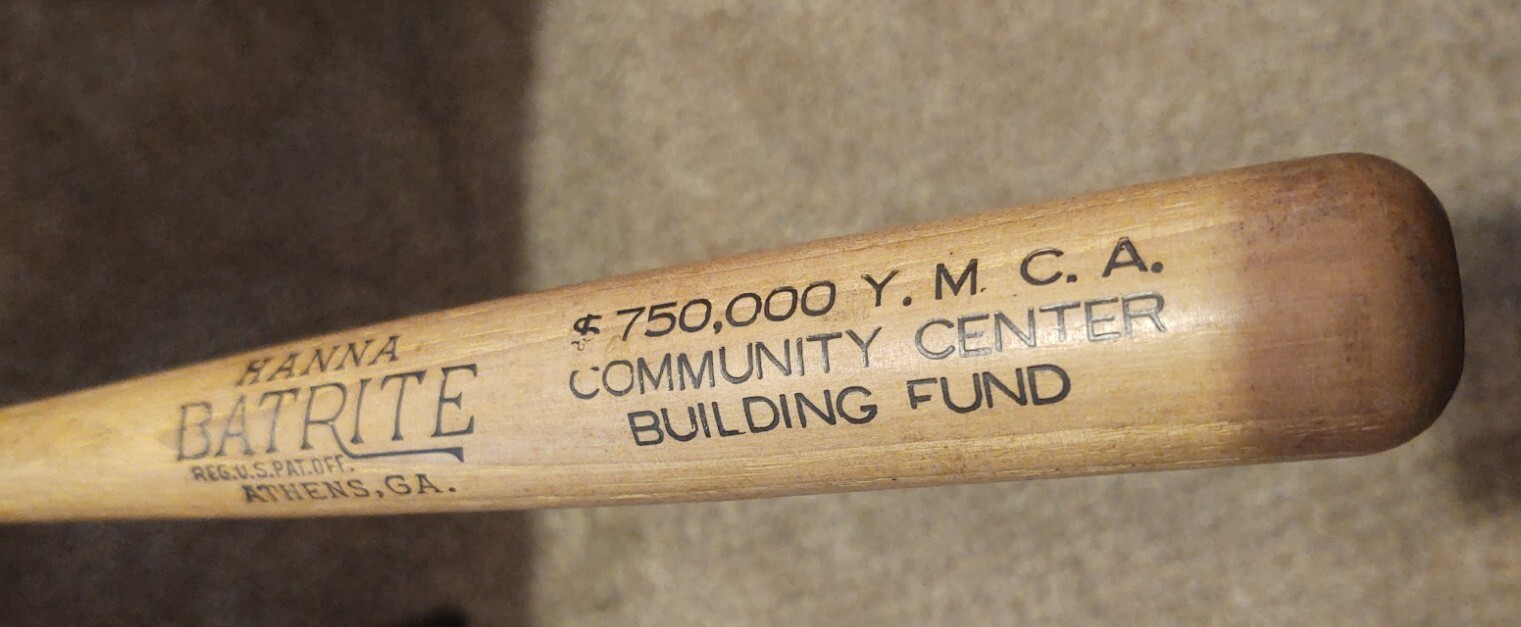 HANNA
BATRITE
REG.U.S.PAT.OFF.
ATHENS,GA.
$750,000 Y. M. C. A.
COMMUNITY CENTER
BUILDING FUND